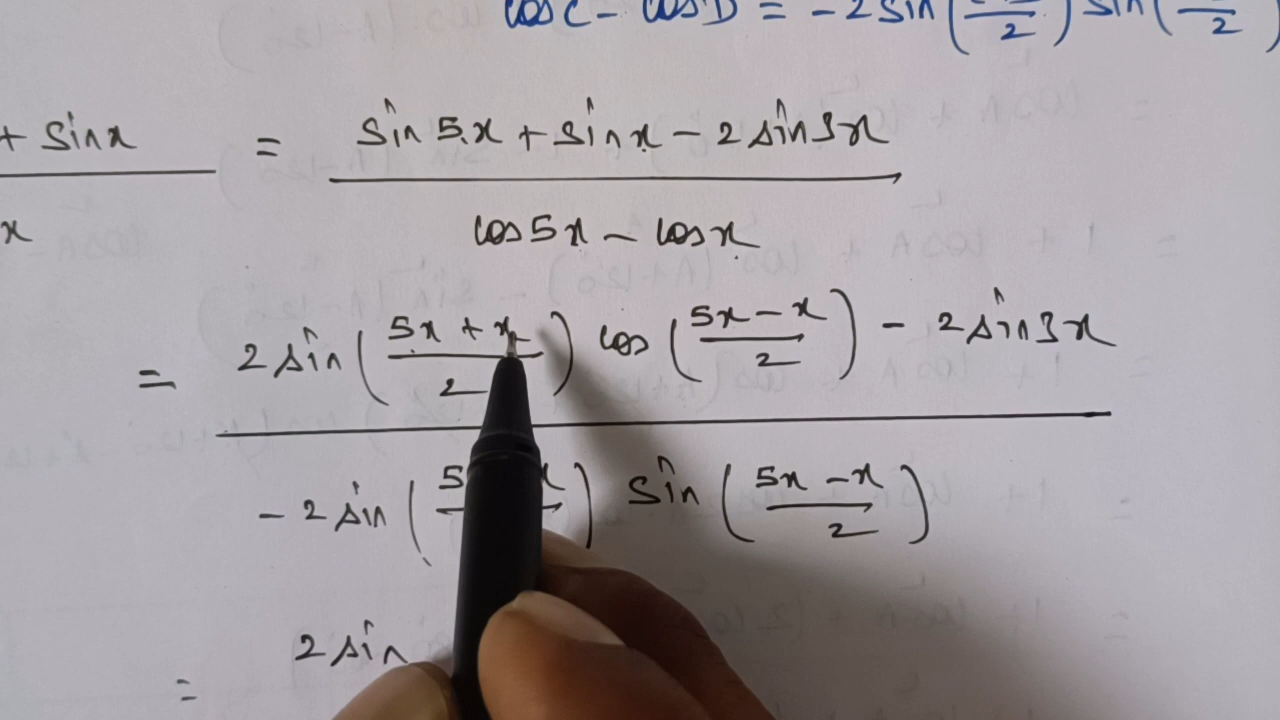 cos C - cos D = -2 sin( /2) sin( /2)
+ sin x = sin 5x + sin x - 2 sin 3x
x cos 5x - cos x
= 2 sin (5x + x / 2) cos (5x - x / 2) - 2 sin 3x
- 2 sin (5 x ) sin (5x - x / 2)
= 2 sin